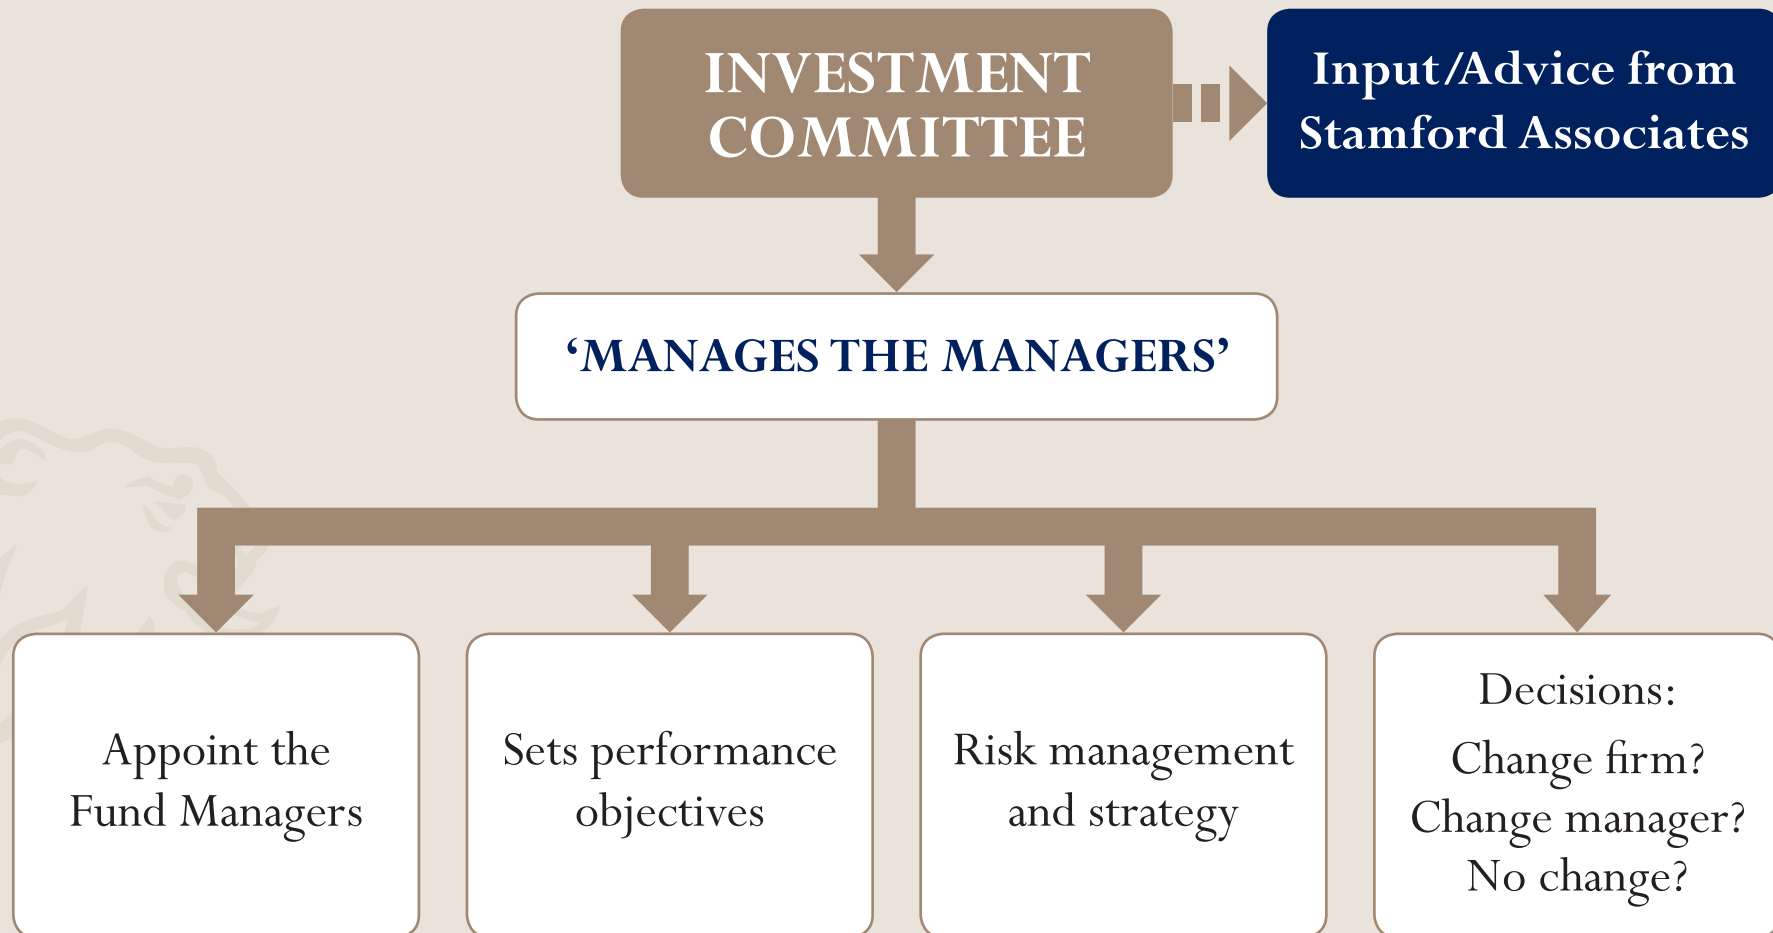 INVESTMENT
COMMITTEE
Input/Advice from
Stamford Associates
‘MANAGES THE MANAGERS’
Appoint the
Fund Managers
Sets performance
objectives
Risk management
and strategy
Decisions:
Change firm?
Change manager?
No change?